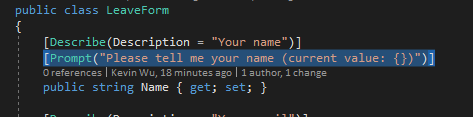 public class LeaveForm
{
[Describe(Description = "Your name")]
[Prompt("Please tell me your name (current value: {})")]
0 references | Kevin Wu, 18 minutes ago | 1 author, 1 change
public string Name { get; set; }